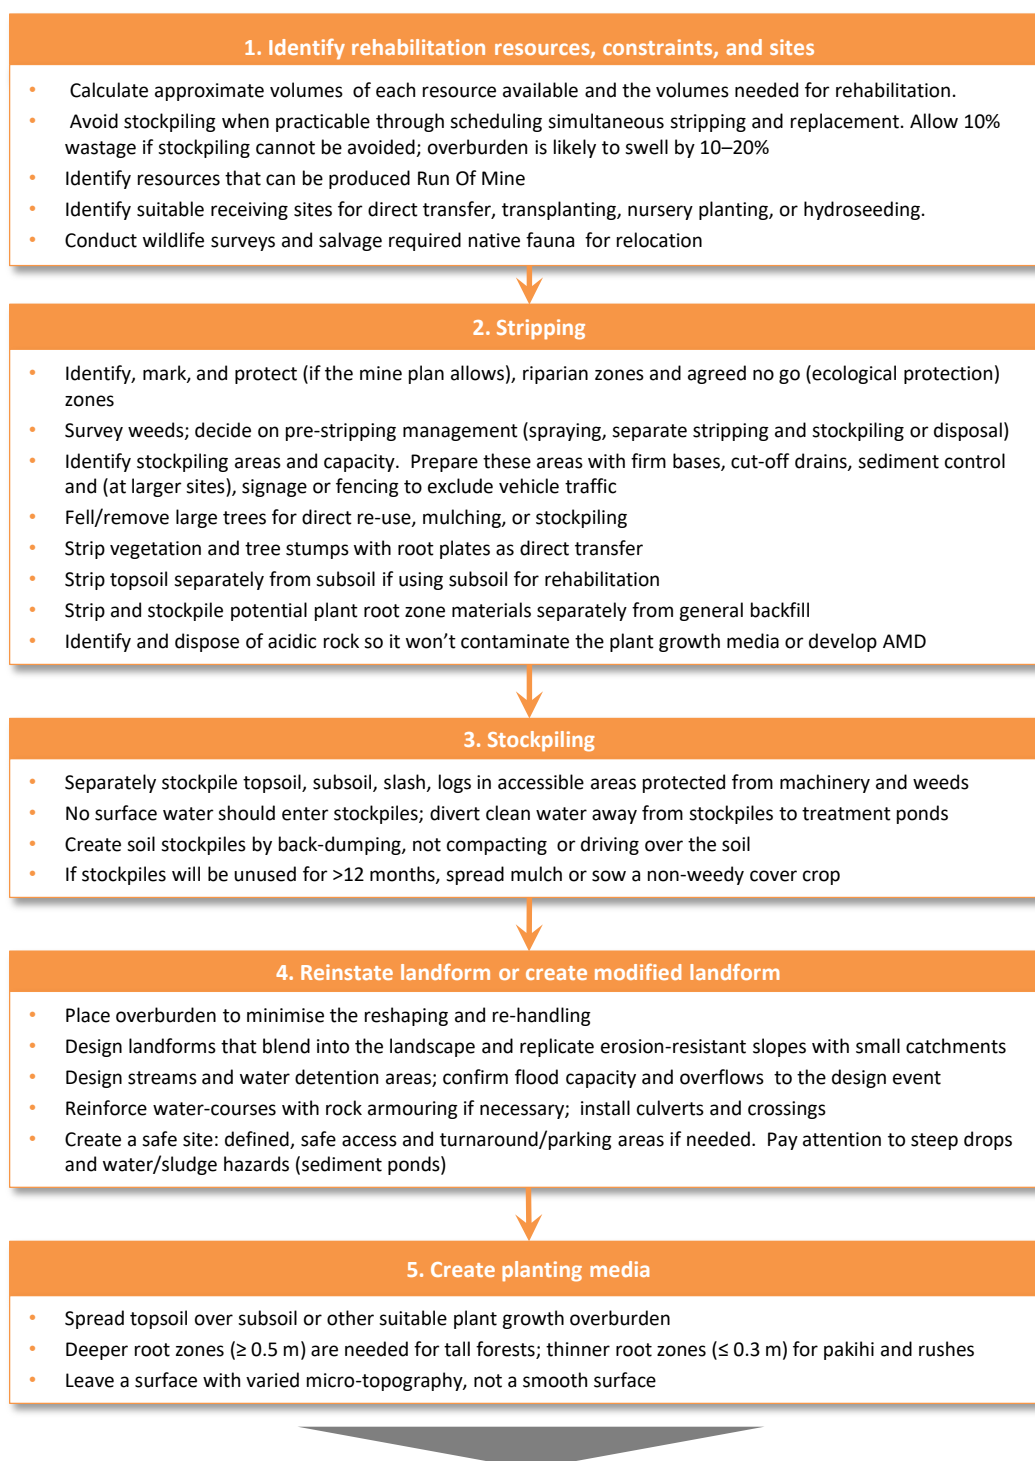 1. Identify rehabilitation resources, constraints, and sites
• Calculate approximate volumes of each resource available and the volumes needed for rehabilitation.
• Avoid stockpiling when practicable through scheduling simultaneous stripping and replacement. Allow 10%
wastage if stockpiling cannot be avoided; overburden is likely to swell by 10–20%
• Identify resources that can be produced Run Of Mine
• Identify suitable receiving sites for direct transfer, transplanting, nursery planting, or hydroseeding.
• Conduct wildlife surveys and salvage required native fauna for relocation
2. Stripping
• Identify, mark, and protect (if the mine plan allows), riparian zones and agreed no go (ecological protection)
zones
• Survey weeds; decide on pre-stripping management (spraying, separate stripping and stockpiling or disposal)
• Identify stockpiling areas and capacity. Prepare these areas with firm bases, cut-off drains, sediment control
and (at larger sites), signage or fencing to exclude vehicle traffic
• Fell/remove large trees for direct re-use, mulching, or stockpiling
• Strip vegetation and tree stumps with root plates as direct transfer
• Strip topsoil separately from subsoil if using subsoil for rehabilitation
• Strip and stockpile potential plant root zone materials separately from general backfill
• Identify and dispose of acidic rock so it won't contaminate the plant growth media or develop AMD
3. Stockpiling
• Separately stockpile topsoil, subsoil, slash, logs in accessible areas protected from machinery and weeds
• No surface water should enter stockpiles; divert clean water away from stockpiles to treatment ponds
• Create soil stockpiles by back-dumping, not compacting or driving over the soil
• If stockpiles will be unused for >12 months, spread mulch or sow a non-weedy cover crop
4. Reinstate landform or create modified landform
• Place overburden to minimise the reshaping and re-handling
• Design landforms that blend into the landscape and replicate erosion-resistant slopes with small catchments
• Design streams and water detention areas; confirm flood capacity and overflows to the design event
• Reinforce water-courses with rock armouring if necessary; install culverts and crossings
• Create a safe site: defined, safe access and turnaround/parking areas if needed. Pay attention to steep drops
and water/sludge hazards (sediment ponds)
5. Create planting media
• Spread topsoil over subsoil or other suitable plant growth overburden
• Deeper root zones (≥ 0.5 m) are needed for tall forests; thinner root zones (≤ 0.3 m) for pakihi and rushes
• Leave a surface with varied micro-topography, not a smooth surface